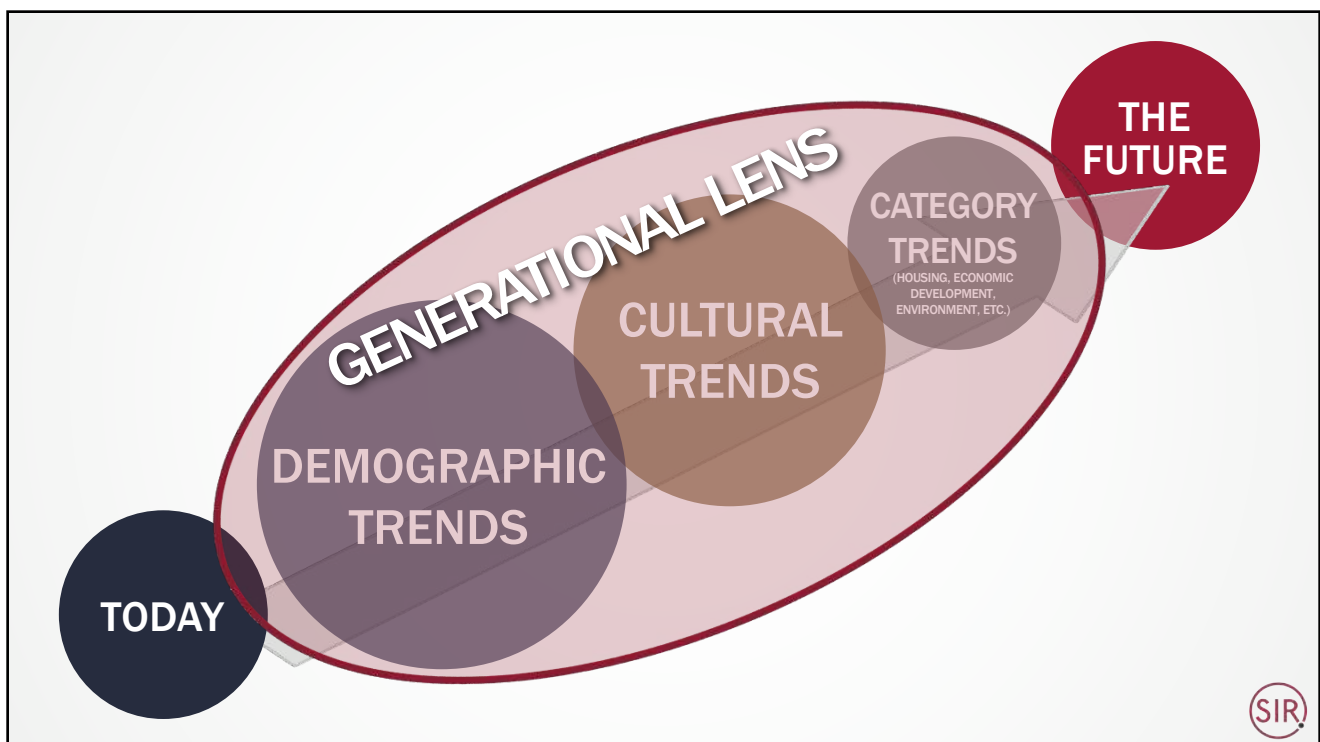 THE
FUTURE
GENERATIONAL LENS
CATEGORY
TRENDS
(HOUSING, ECONOMIC
DEVELOPMENT,
ENVIRONMENT, ETC.)
CULTURAL
TRENDS
DEMOGRAPHIC
TRENDS
TODAY
SIR